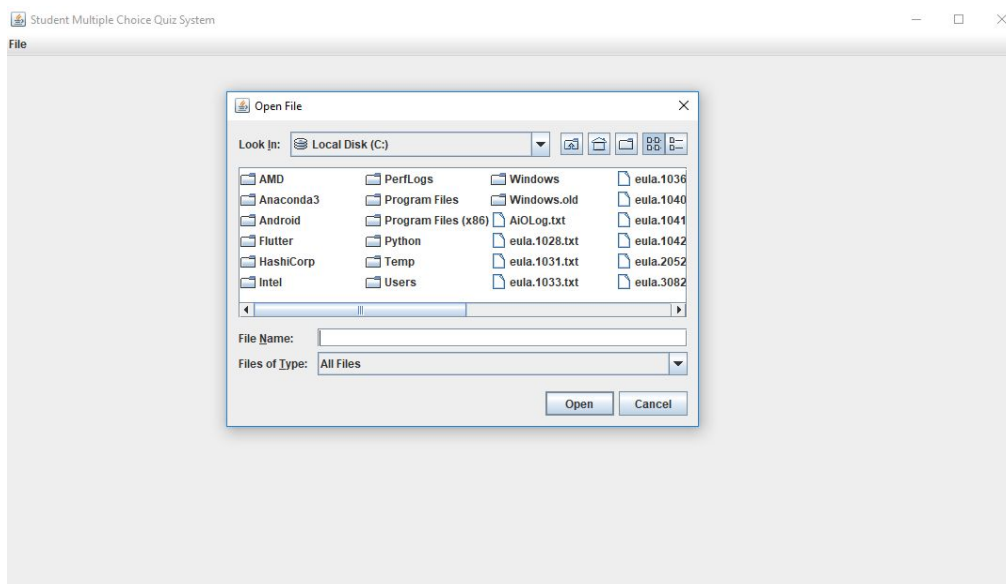 Student Multiple Choice Quiz System
File
Open File
Look In: Local Disk (C:)
AMD PerfLogs Windows eula.1036
Anaconda3 Program Files Windows.old eula.1040
Android Program Files (x86) AiOLog.txt eula.1041
Flutter Python eula.1028.txt eula.1042
HashiCorp Temp eula.1031.txt eula.2052
Intel Users eula.1033.txt eula.3082
File Name:
Files of Type: All Files
Open Cancel